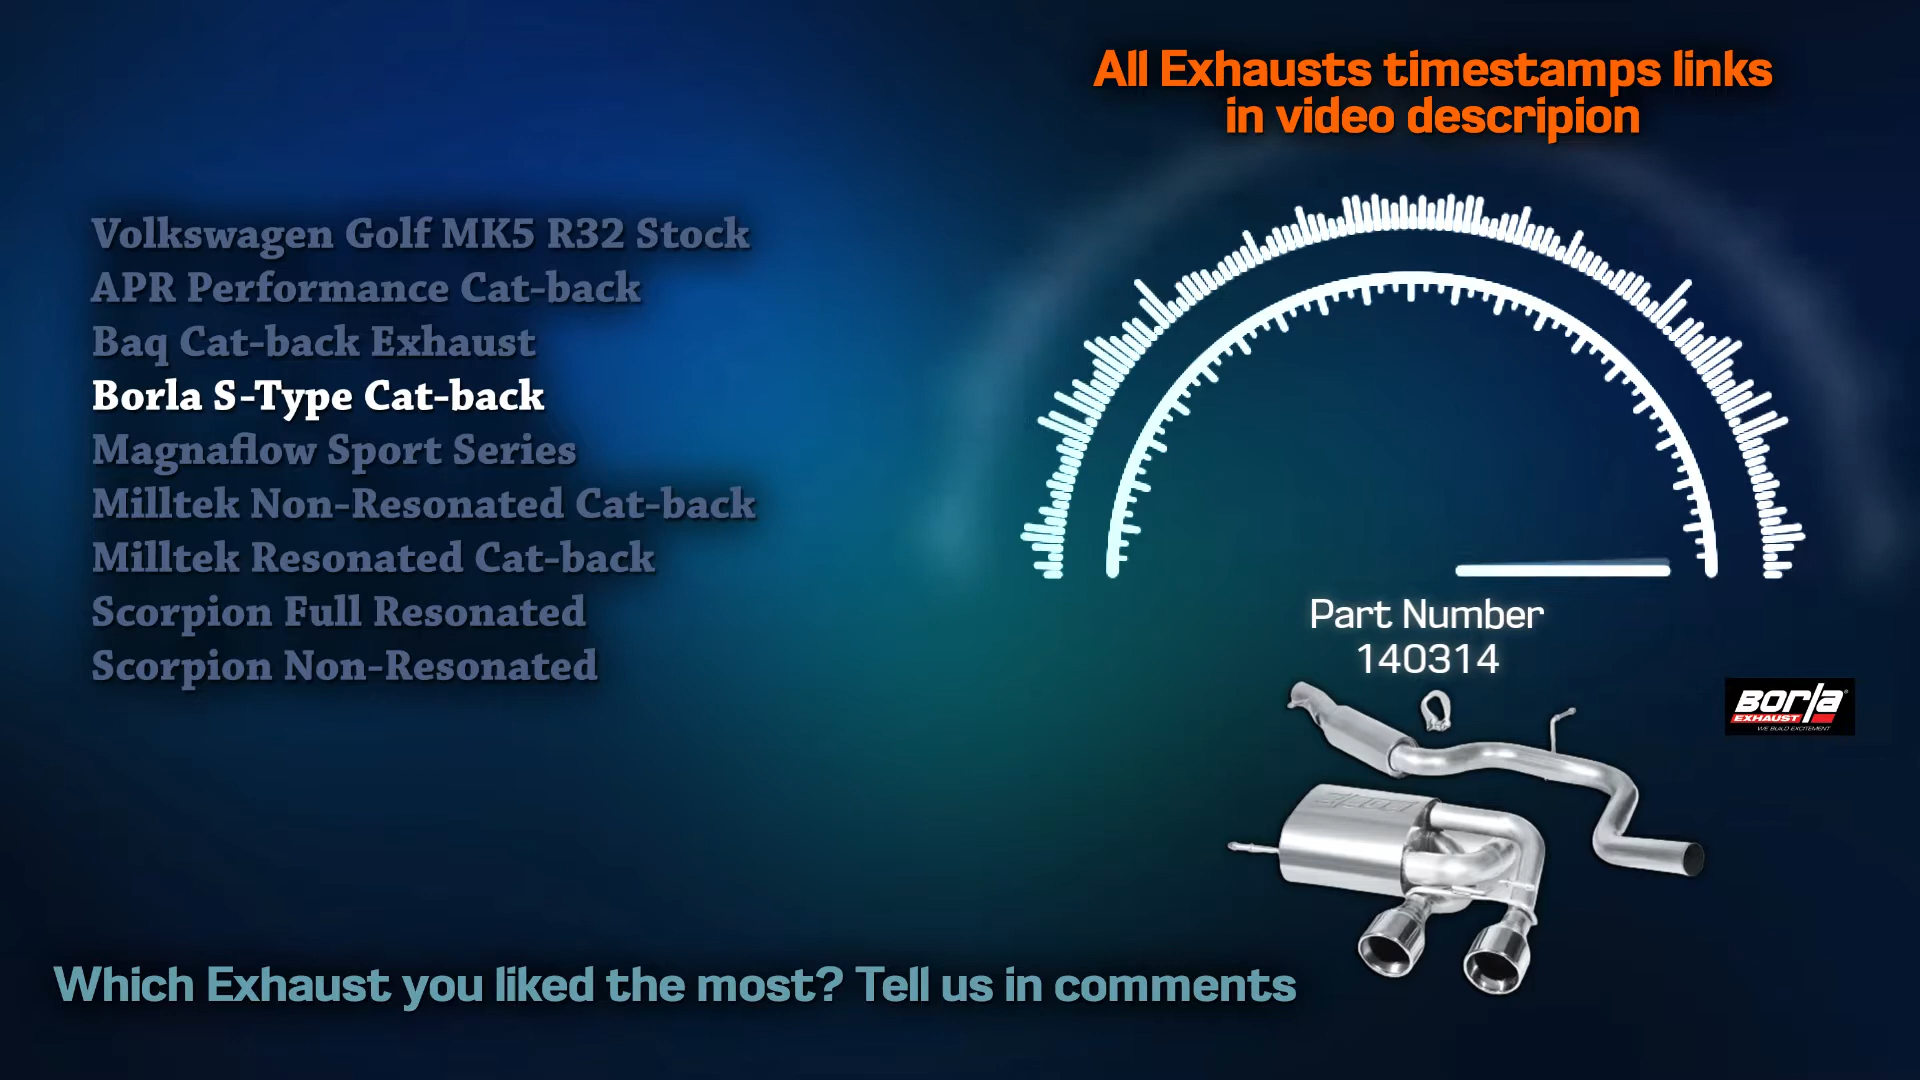 All Exhausts timestamps links
in video descripion
Volkswagen Golf MK5 R32 Stock
APR Performance Cat-back
Baq Cat-back Exhaust
Borla S-Type Cat-back
Magnaflow Sport Series
Milltek Non-Resonated Cat-back
Milltek Resonated Cat-back
Scorpion Full Resonated
Scorpion Non-Resonated
Part Number
140314
Borla
EXHAUST
WE BUILD EXCITEMENT
Which Exhaust you liked the most? Tell us in comments